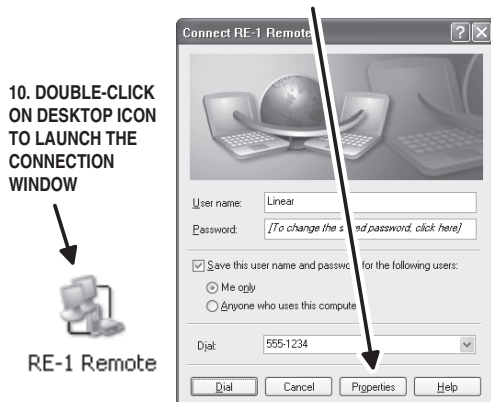 10. DOUBLE-CLICK
ON DESKTOP ICON
TO LAUNCH THE
CONNECTION
WINDOW
RE-1 Remote
Connect RE-1 Remote
User name: Linear
Password: [To change the saved password, click here]
Save this user name and password for the following users:
Me only
Anyone who uses this computer
Dial: 555-1234
Dial Cancel Properties Help